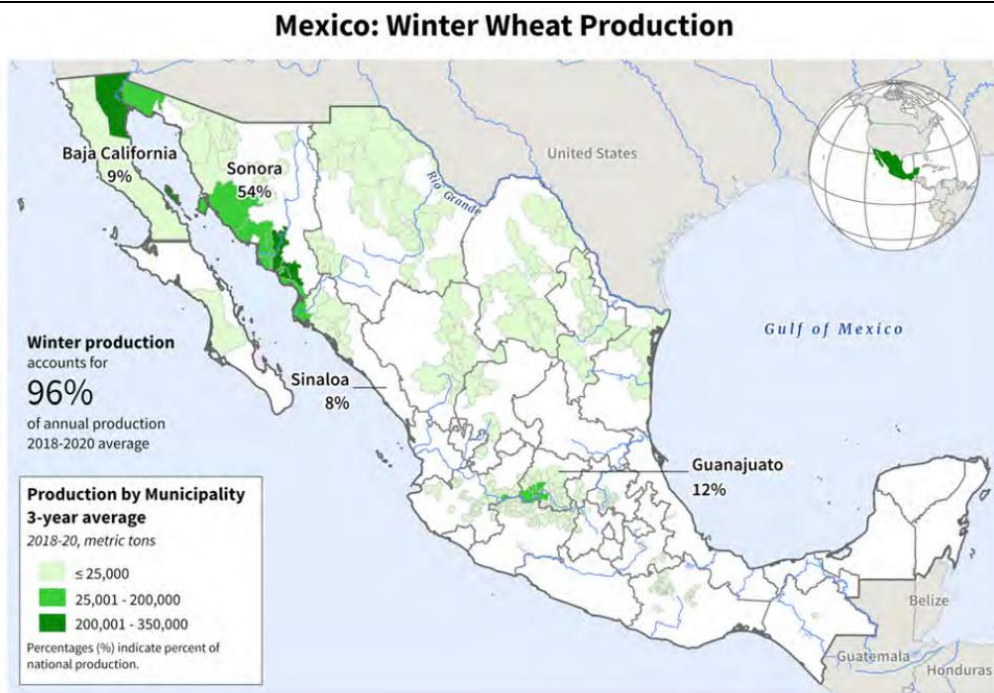 Mexico: Winter Wheat Production
United States
Baja California
9%
Sonora
54%
Rio Grande
Gulf of Mexico
Winter production
accounts for
96%
of annual production
2018-2020 average
Sinaloa
8%
Guanajuato
12%
Production by Municipality
3-year average
2018-20, metric tons
≤ 25,000
25,001 - 200,000
200,001 - 350,000
Percentages (%) indicate percent of
national production.
Belize
Guatemala
Honduras